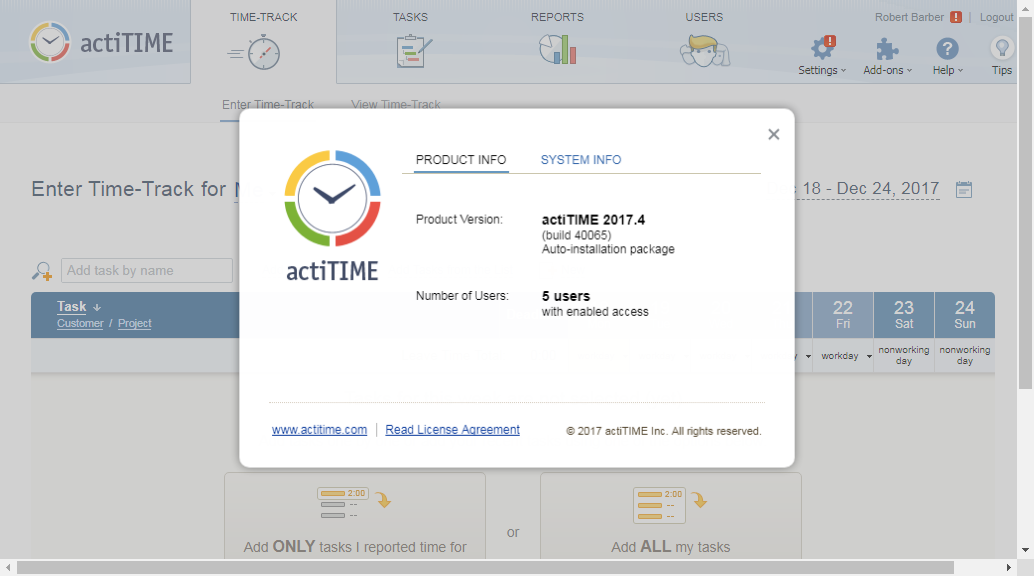 actiTIME
TIME-TRACK
TASKS
REPORTS
USERS
Robert Barber
Logout
Settings
Add-ons
Help
Tips
Enter Time-Track
View Time-Track
PRODUCT INFO
SYSTEM INFO
Enter Time-Track for
18 - Dec 24, 2017
Product Version:
actiTIME 2017.4
(build 40065)
Auto-installation package
actiTIME
Add task by name
Number of Users:
5 users
with enabled access
Task
Customer / Project
22
Fri
23
Sat
24
Sun
workday
nonworking
day
nonworking
day
www.actitime.com | Read License Agreement
© 2017 actiTIME Inc. All rights reserved.
2:00
Add ONLY tasks I reported time for
or
2:00
Add ALL my tasks